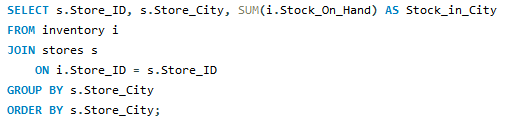 SELECT s.Store_ID, s.Store_City, SUM(i.Stock_On_Hand) AS Stock_in_City
FROM inventory i
JOIN stores s
    ON i.Store_ID = s.Store_ID
GROUP BY s.Store_City
ORDER BY s.Store_City;